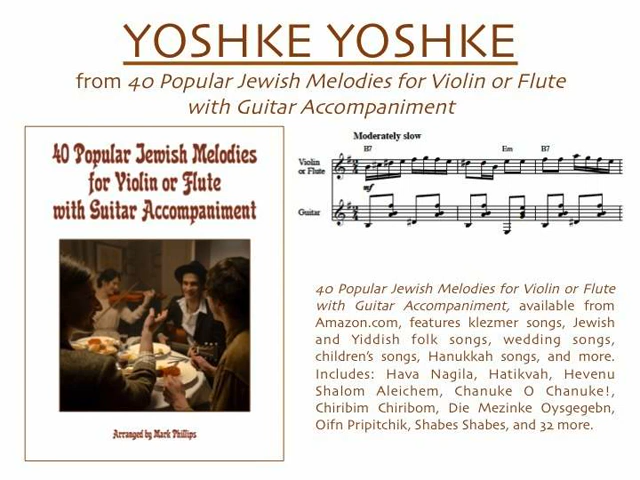 YOSHKE YOSHKE
from 40 Popular Jewish Melodies for Violin or Flute
with Guitar Accompaniment
40 Popular Jewish Melodies
for Violin or Flute
with Guitar Accompaniment
Arranged by Mark Phillips
Moderately slow
B7 Em B7
Violin
or Flute
mf
Guitar
40 Popular Jewish Melodies for Violin or Flute
with Guitar Accompaniment, available from
Amazon.com, features klezmer songs, Jewish
and Yiddish folk songs, wedding songs,
children's songs, Hanukkah songs, and more.
Includes: Hava Nagila, Hatikvah, Hevenu
Shalom Aleichem, Chanuke O Chanuke!,
Chiribim Chiribom, Die Mezinke Oysgegebn,
Oifn Pripitchik, Shabes Shabes, and 32 more.